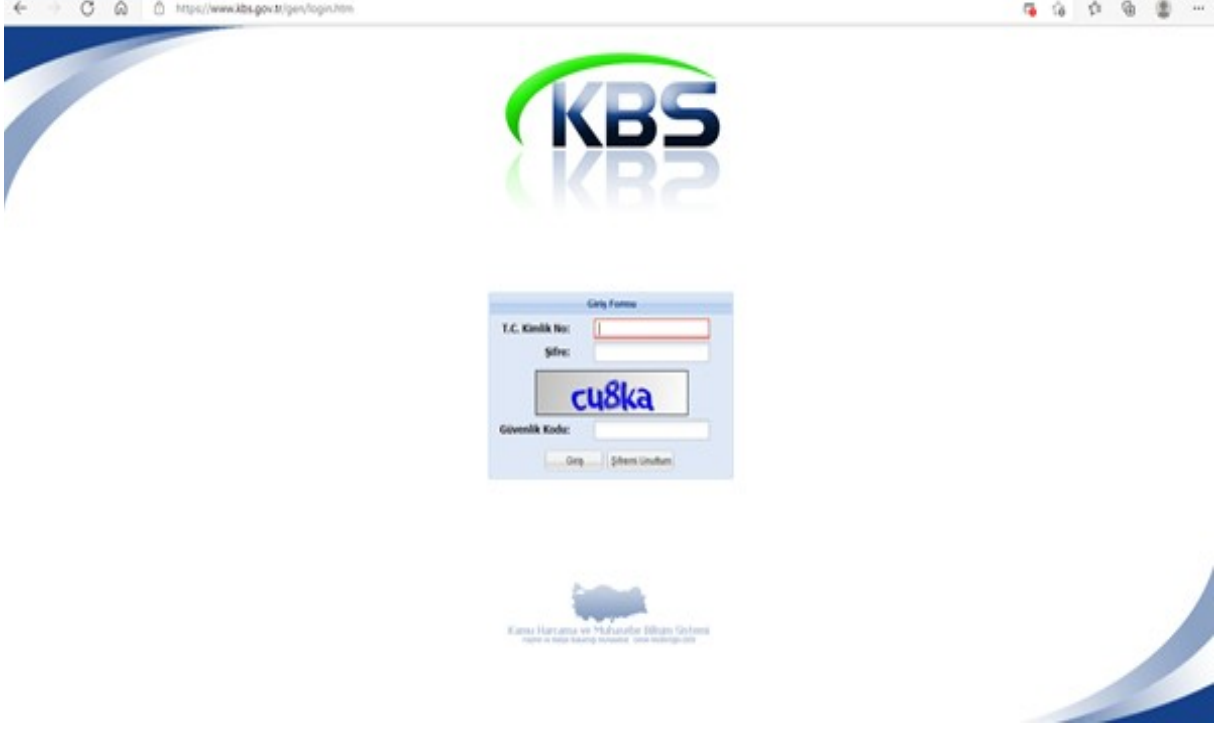 https://www.kbs.gov.tr/gen/login.htm
KBS
Giriş Formu
T.C. Kimlik No:
Şifre:
cu8ka
Güvenlik Kodu:
Giriş Şifremi Unuttum
Kamu Harcama ve Muhasebe Bilişim Sistemi